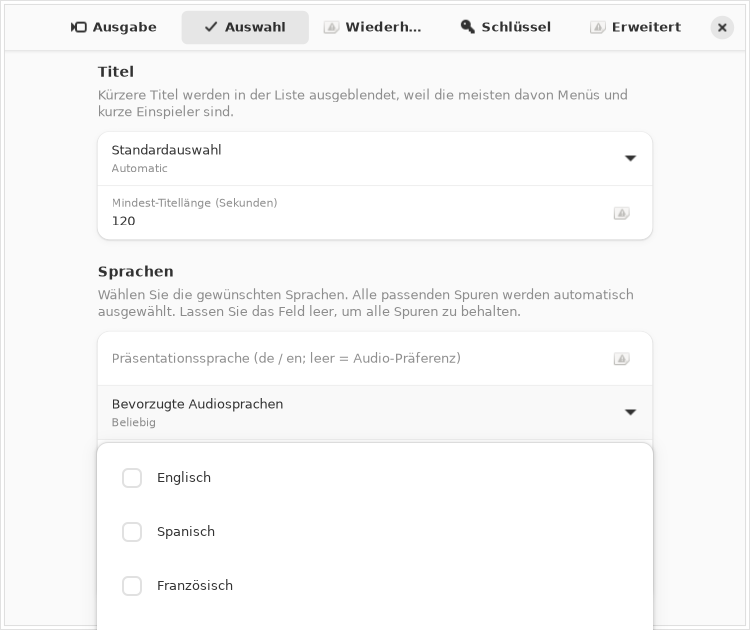 Ausgabe
Auswahl
Wiederh...
Schlüssel
Erweitert
Titel
Kürzere Titel werden in der Liste ausgeblendet, weil die meisten davon Menüs und
kurze Einspieler sind.
Standardauswahl
Automatic
Mindest-Titellänge (Sekunden)
120
Sprachen
Wählen Sie die gewünschten Sprachen. Alle passenden Spuren werden automatisch
ausgewählt. Lassen Sie das Feld leer, um alle Spuren zu behalten.
Präsentationssprache (de / en; leer = Audio-Präferenz)
Bevorzugte Audiosprachen
Beliebig
Englisch
Spanisch
Französisch